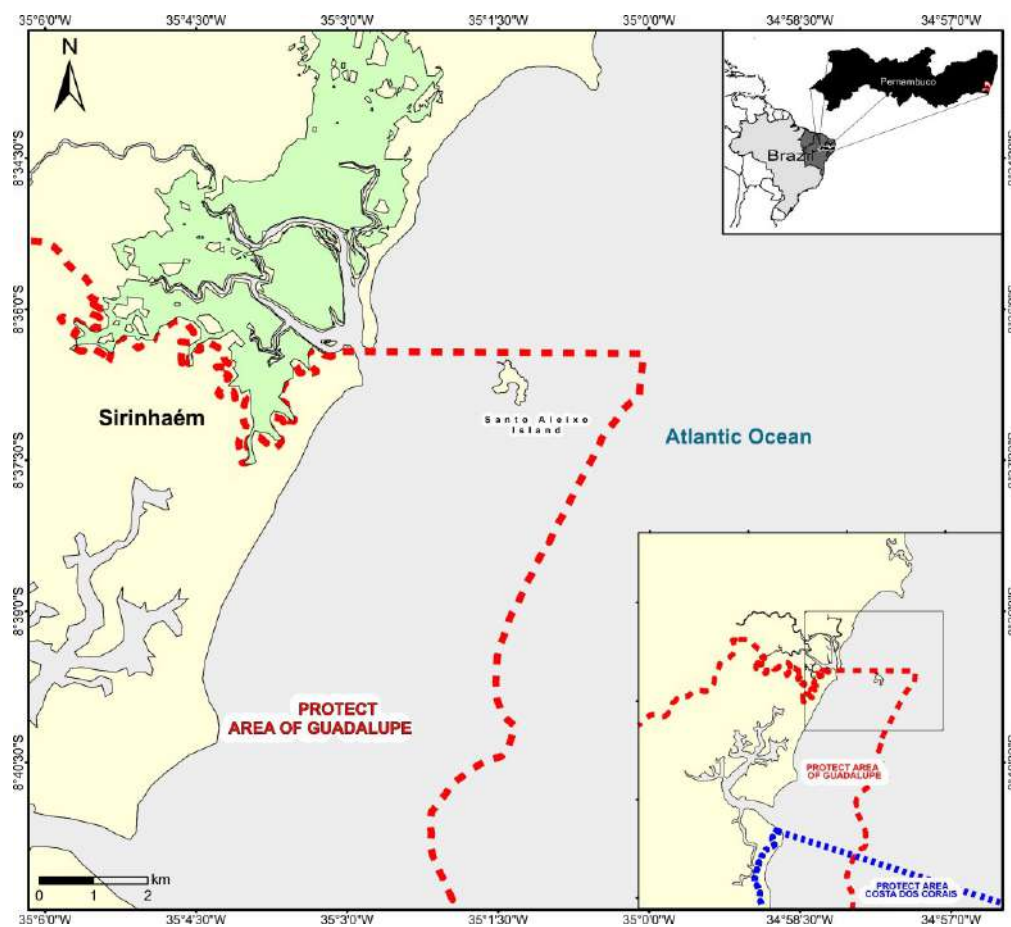 35°6'0"W 35°4'30"W 35°3'0"W 35°1'30"W 35°0'0"W 34°58'30"W 34°57'0"W
N
Pernambuco
Brazil
8°34'30"S
8°36'0"S
Sirinhaém
Santo Aleixo
Island
Atlantic Ocean
8°37'30"S
8°39'0"S
PROTECT
AREA OF GUADALUPE
PROTECT AREA
OF GUADALUPE
8°40'30"S
PROTECT AREA
COSTA DOS CORAIS
km
0 1 2
35°6'0"W 35°4'30"W 35°3'0"W 35°1'30"W 35°0'0"W 34°58'30"W 34°57'0"W